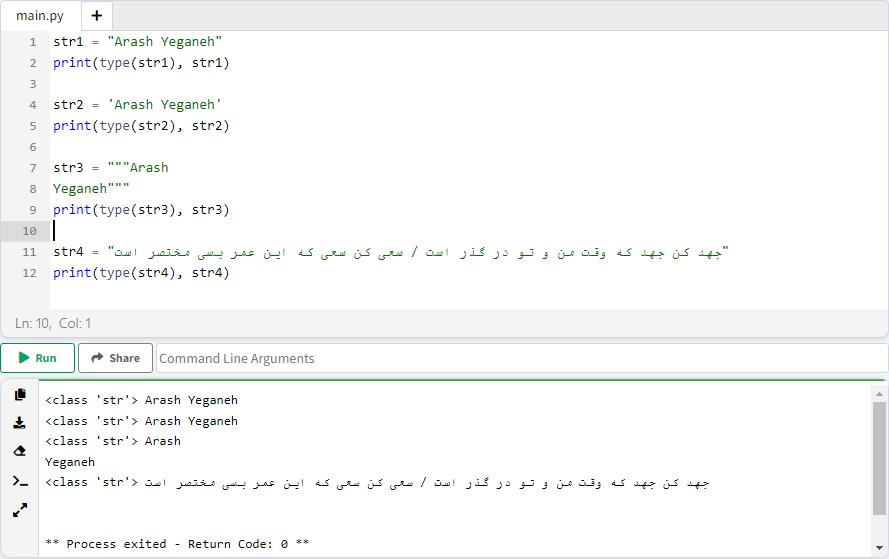 main.py +
1 str1 = "Arash Yeganeh"
2 print(type(str1), str1)
3
4 str2 = 'Arash Yeganeh'
5 print(type(str2), str2)
6
7 str3 = """Arash
8 Yeganeh"""
9 print(type(str3), str3)
10
11 str4 = "جهد کن جهد که وقت من و تو در گذر است / سعی کن سعی که این عمر بسی مختصر است"
12 print(type(str4), str4)
Ln: 10, Col: 1
Run Share Command Line Arguments
<class 'str'> Arash Yeganeh
<class 'str'> Arash Yeganeh
<class 'str'> Arash
Yeganeh
<class 'str'> جهد کن جهد که وقت من و تو در گذر است / سعی کن سعی که این عمر بسی مختصر است
** Process exited - Return Code: 0 **